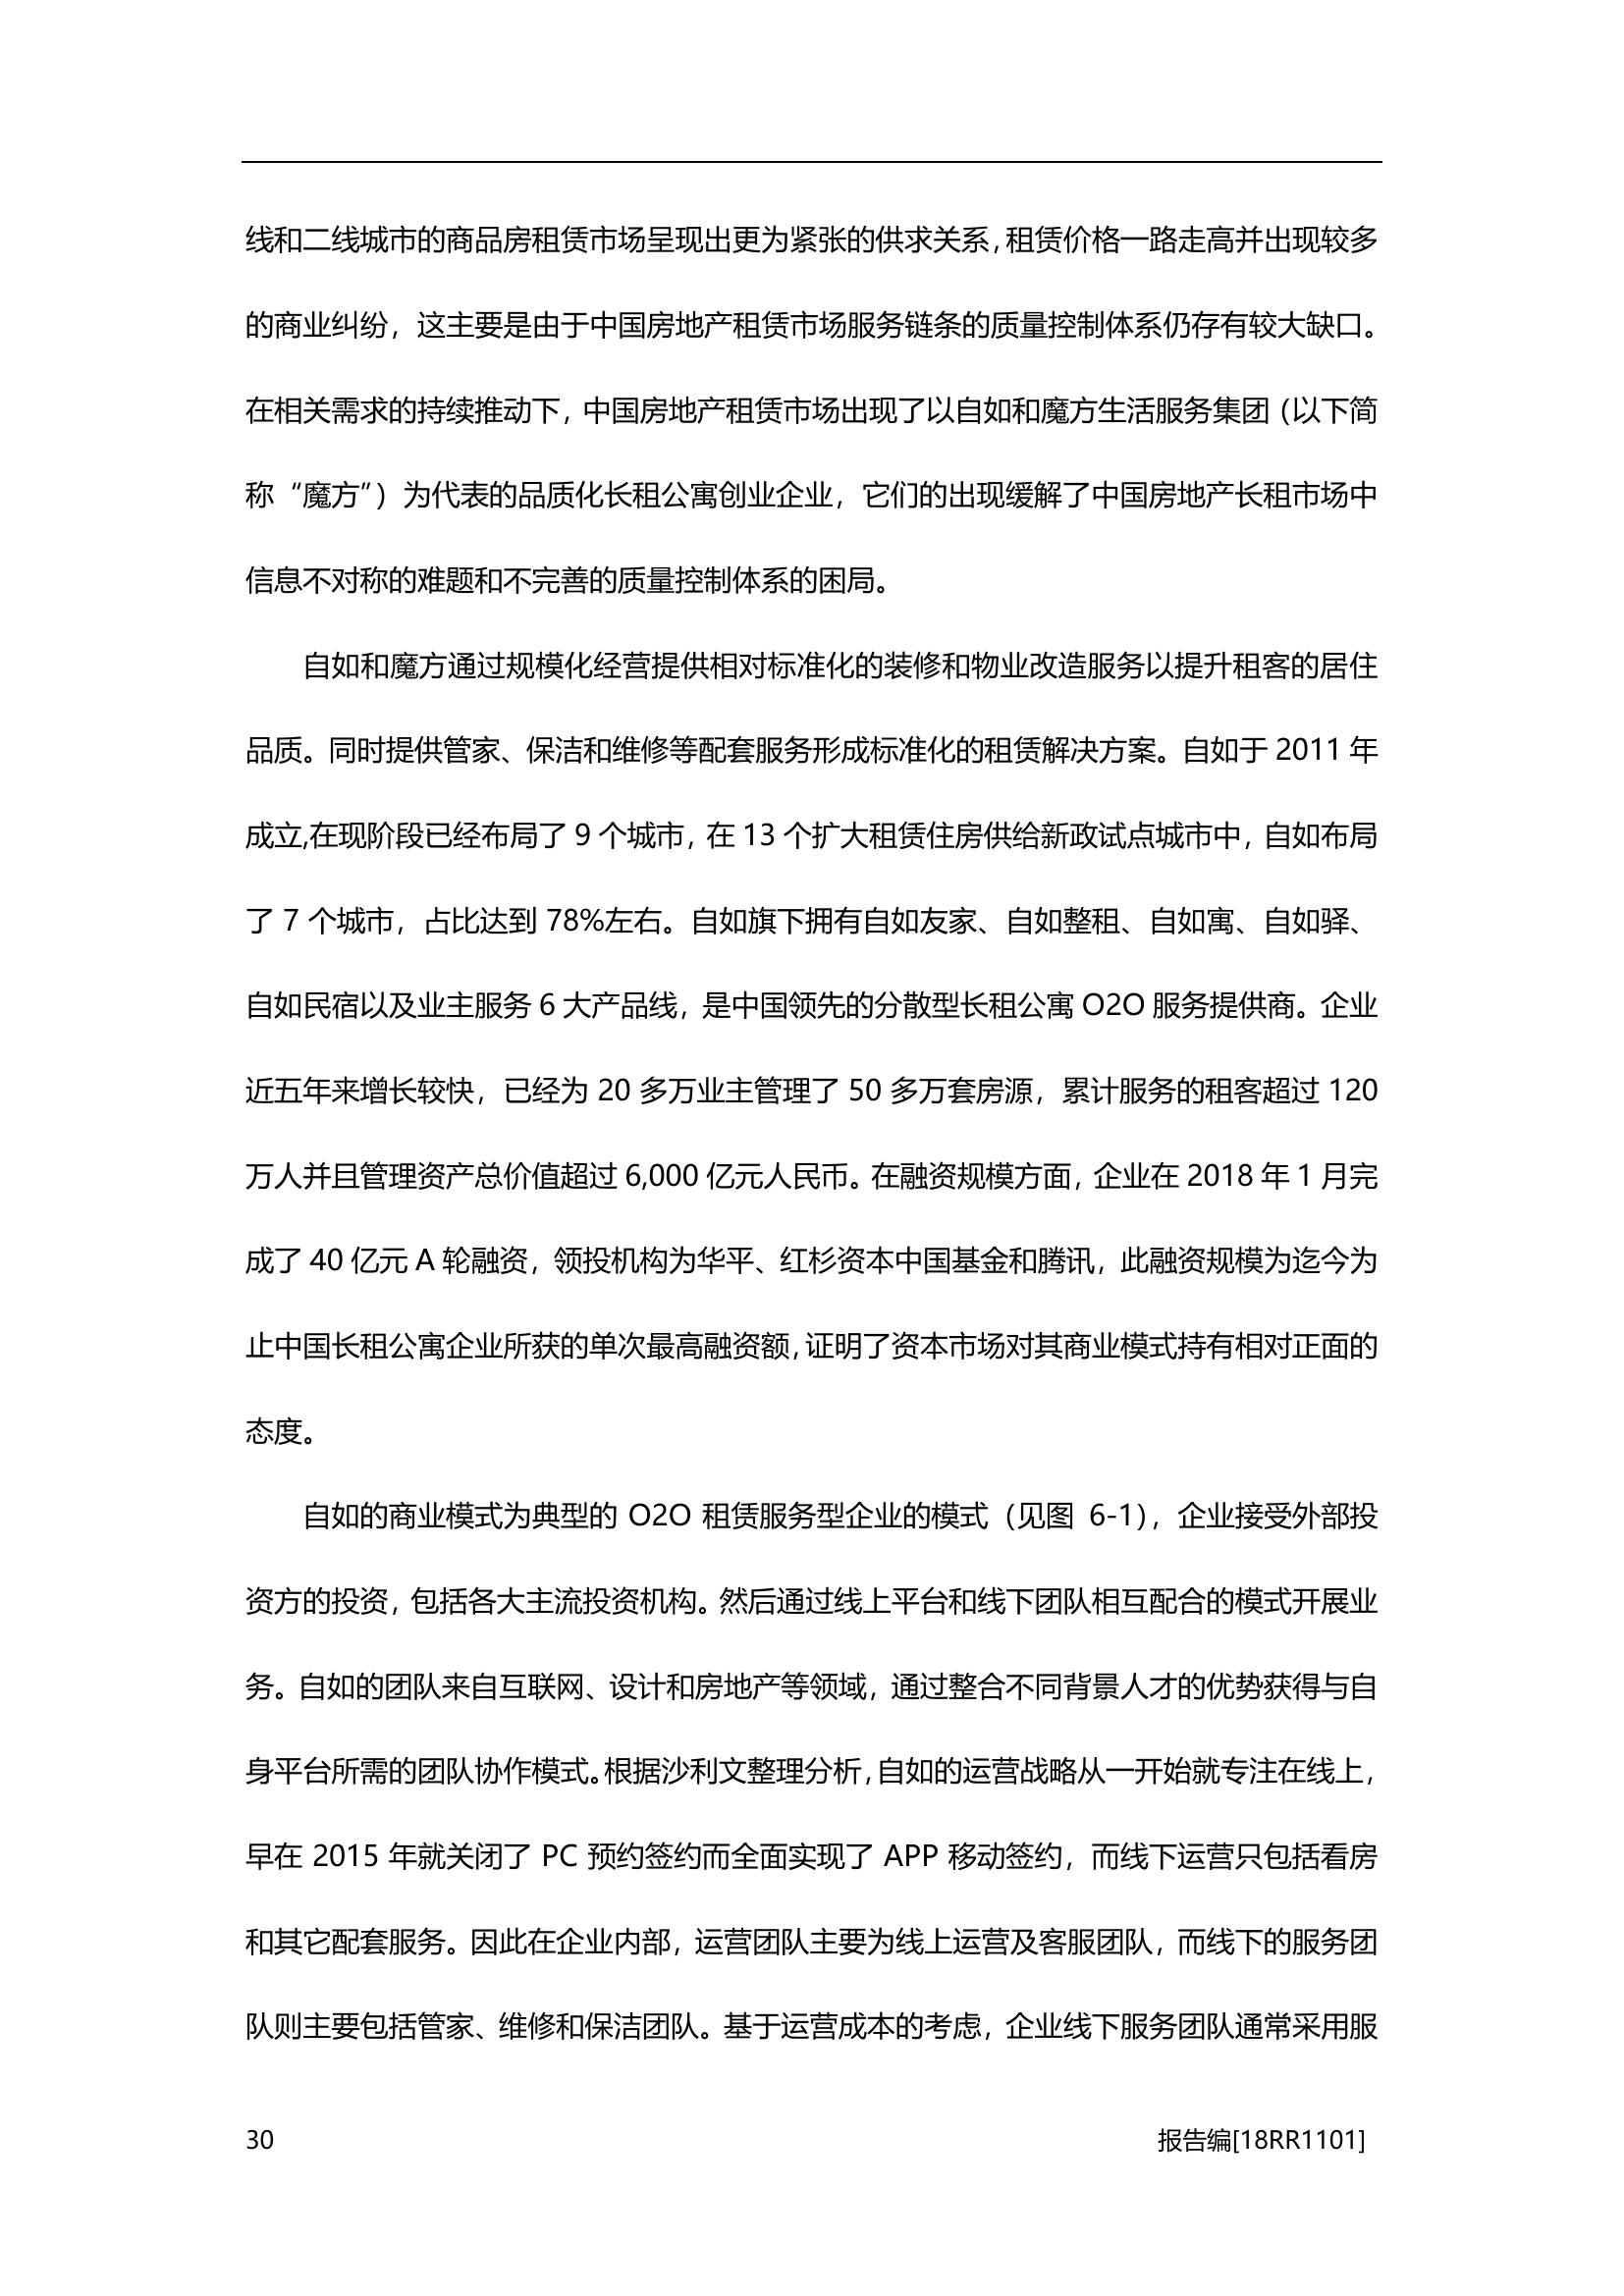 线和二线城市的商品房租赁市场呈现出更为紧张的供求关系，租赁价格一路走高并出现较多
的商业纠纷，这主要是由于中国房地产租赁市场服务链条的质量控制体系仍存有较大缺口。
在相关需求的持续推动下，中国房地产租赁市场出现了以自如和魔方生活服务集团（以下简
称“魔方”）为代表的品质化长租公寓创业企业，它们的出现缓解了中国房地产长租市场中
信息不对称的难题和不完善的质量控制体系的困局。
自如和魔方通过规模化经营提供相对标准化的装修和物业改造服务以提升租客的居住
品质。同时提供管家、保洁和维修等配套服务形成标准化的租赁解决方案。自如于 2011 年
成立,在现阶段已经布局了 9 个城市，在 13 个扩大租赁住房供给新政试点城市中，自如布局
了 7 个城市，占比达到 78%左右。自如旗下拥有自如友家、自如整租、自如寓、自如驿、
自如民宿以及业主服务 6 大产品线，是中国领先的分散型长租公寓 O2O 服务提供商。企业
近五年来增长较快，已经为 20 多万业主管理了 50 多万套房源，累计服务的租客超过 120
万人并且管理资产总价值超过 6,000 亿元人民币。在融资规模方面，企业在 2018 年 1 月完
成了 40 亿元 A 轮融资，领投机构为华平、红杉资本中国基金和腾讯，此融资规模为迄今为
止中国长租公寓企业所获的单次最高融资额，证明了资本市场对其商业模式持有相对正面的
态度。
自如的商业模式为典型的 O2O 租赁服务型企业的模式（见图 6-1），企业接受外部投
资方的投资，包括各大主流投资机构。然后通过线上平台和线下团队相互配合的模式开展业
务。自如的团队来自互联网、设计和房地产等领域，通过整合不同背景人才的优势获得与自
身平台所需的团队协作模式。根据沙利文整理分析，自如的运营战略从一开始就专注在线上，
早在 2015 年就关闭了 PC 预约签约而全面实现了 APP 移动签约，而线下运营只包括看房
和其它配套服务。因此在企业内部，运营团队主要为线上运营及客服团队，而线下的服务团
队则主要包括管家、维修和保洁团队。基于运营成本的考虑，企业线下服务团队通常采用服
30
报告编[18RR1101]